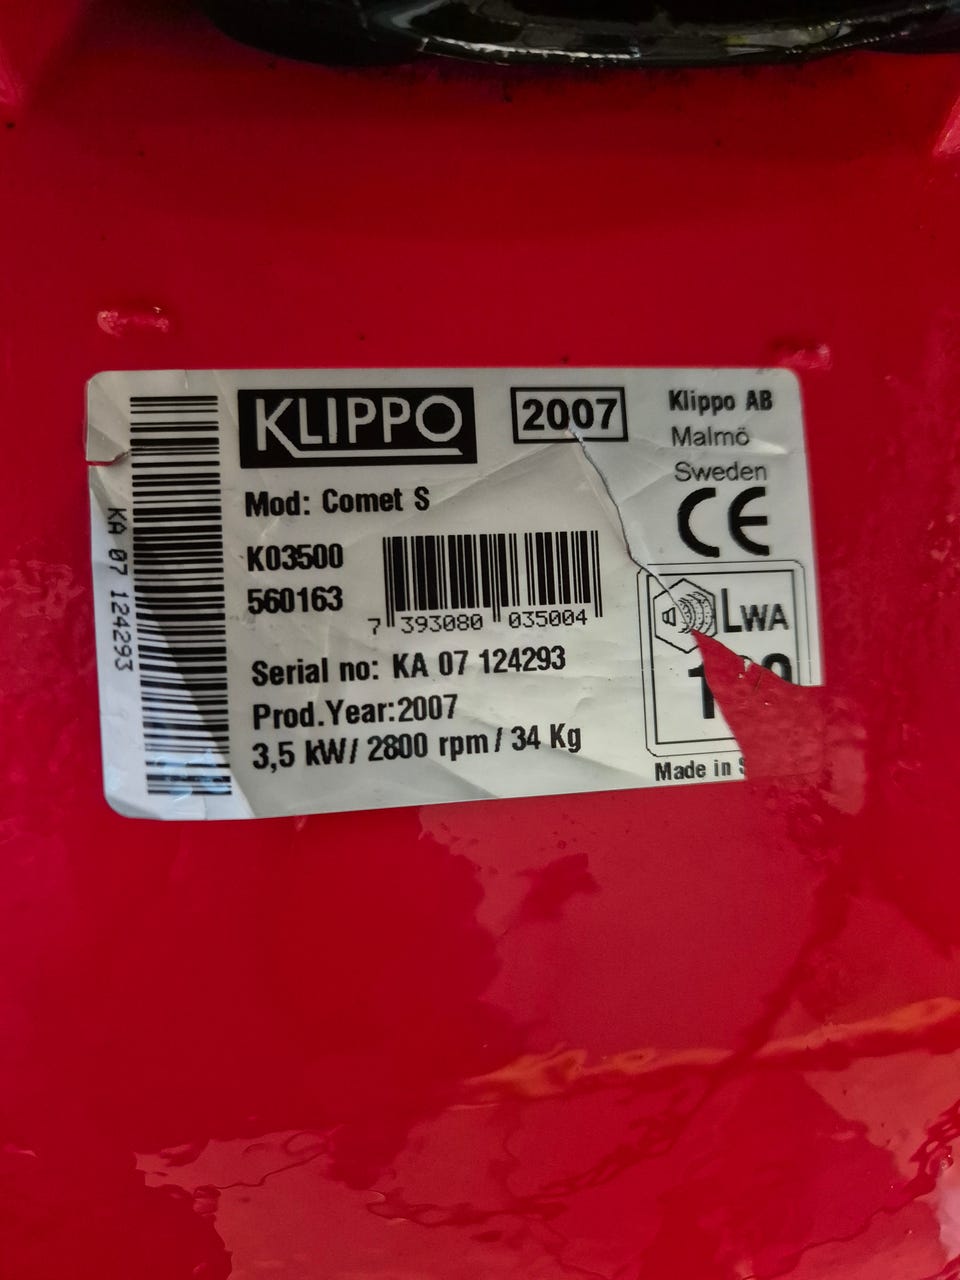 KLIPPO
2007
Klippo AB
Malmö
Sweden
CE
Mod: Comet S
K03500
560163
7 393080 035004
KA 07 124293
LWA
Serial no: KA 07 124293
Prod.Year:2007
3,5 kW/ 2800 rpm/ 34 Kg
Made in